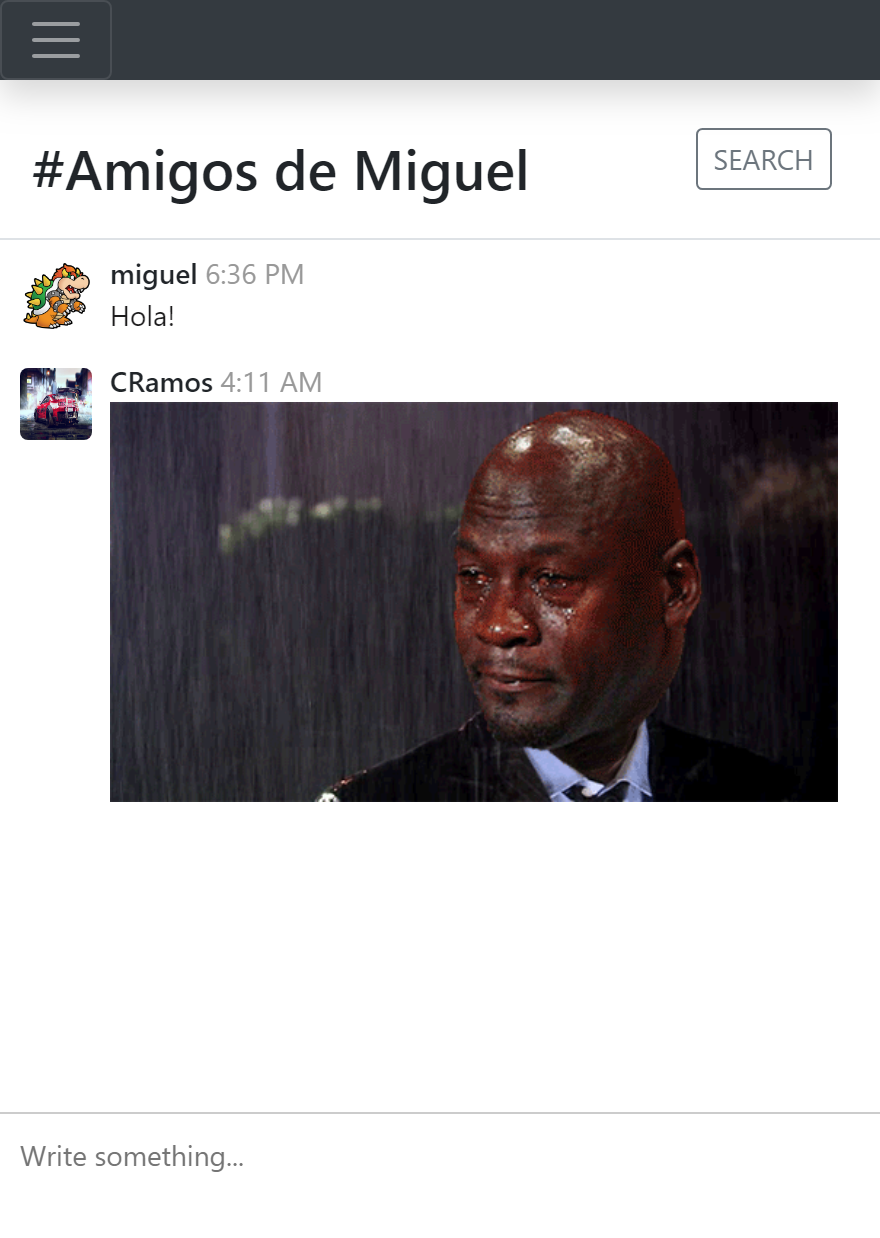 #Amigos de Miguel
SEARCH
miguel 6:36 PM
Hola!
CRamos 4:11 AM
Write something...